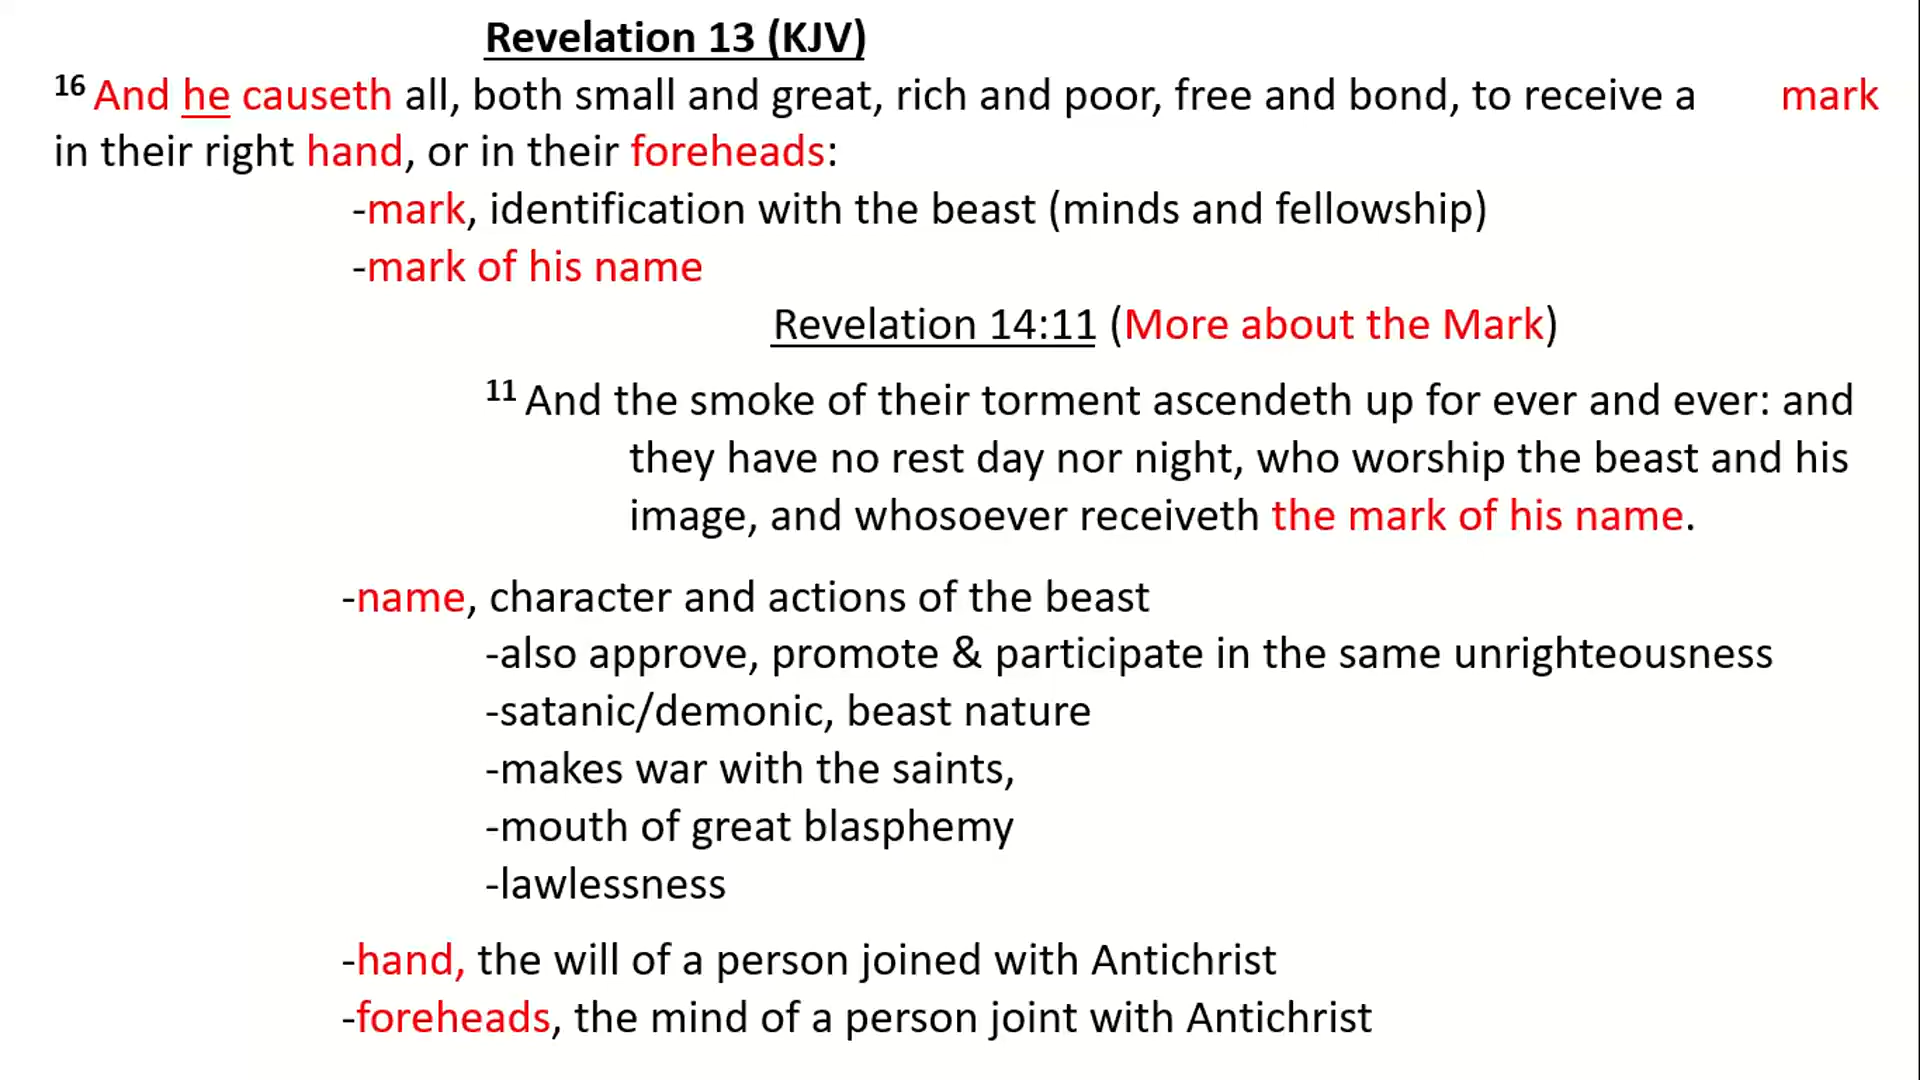 Revelation 13 (KJV)
16 And he causeth all, both small and great, rich and poor, free and bond, to receive a mark
in their right hand, or in their foreheads:
-mark, identification with the beast (minds and fellowship)
-mark of his name
Revelation 14:11 (More about the Mark)
11 And the smoke of their torment ascendeth up for ever and ever: and
they have no rest day nor night, who worship the beast and his
image, and whosoever receiveth the mark of his name.
-name, character and actions of the beast
-also approve, promote & participate in the same unrighteousness
-satanic/demonic, beast nature
-makes war with the saints,
-mouth of great blasphemy
-lawlessness
-hand, the will of a person joined with Antichrist
-foreheads, the mind of a person joint with Antichrist